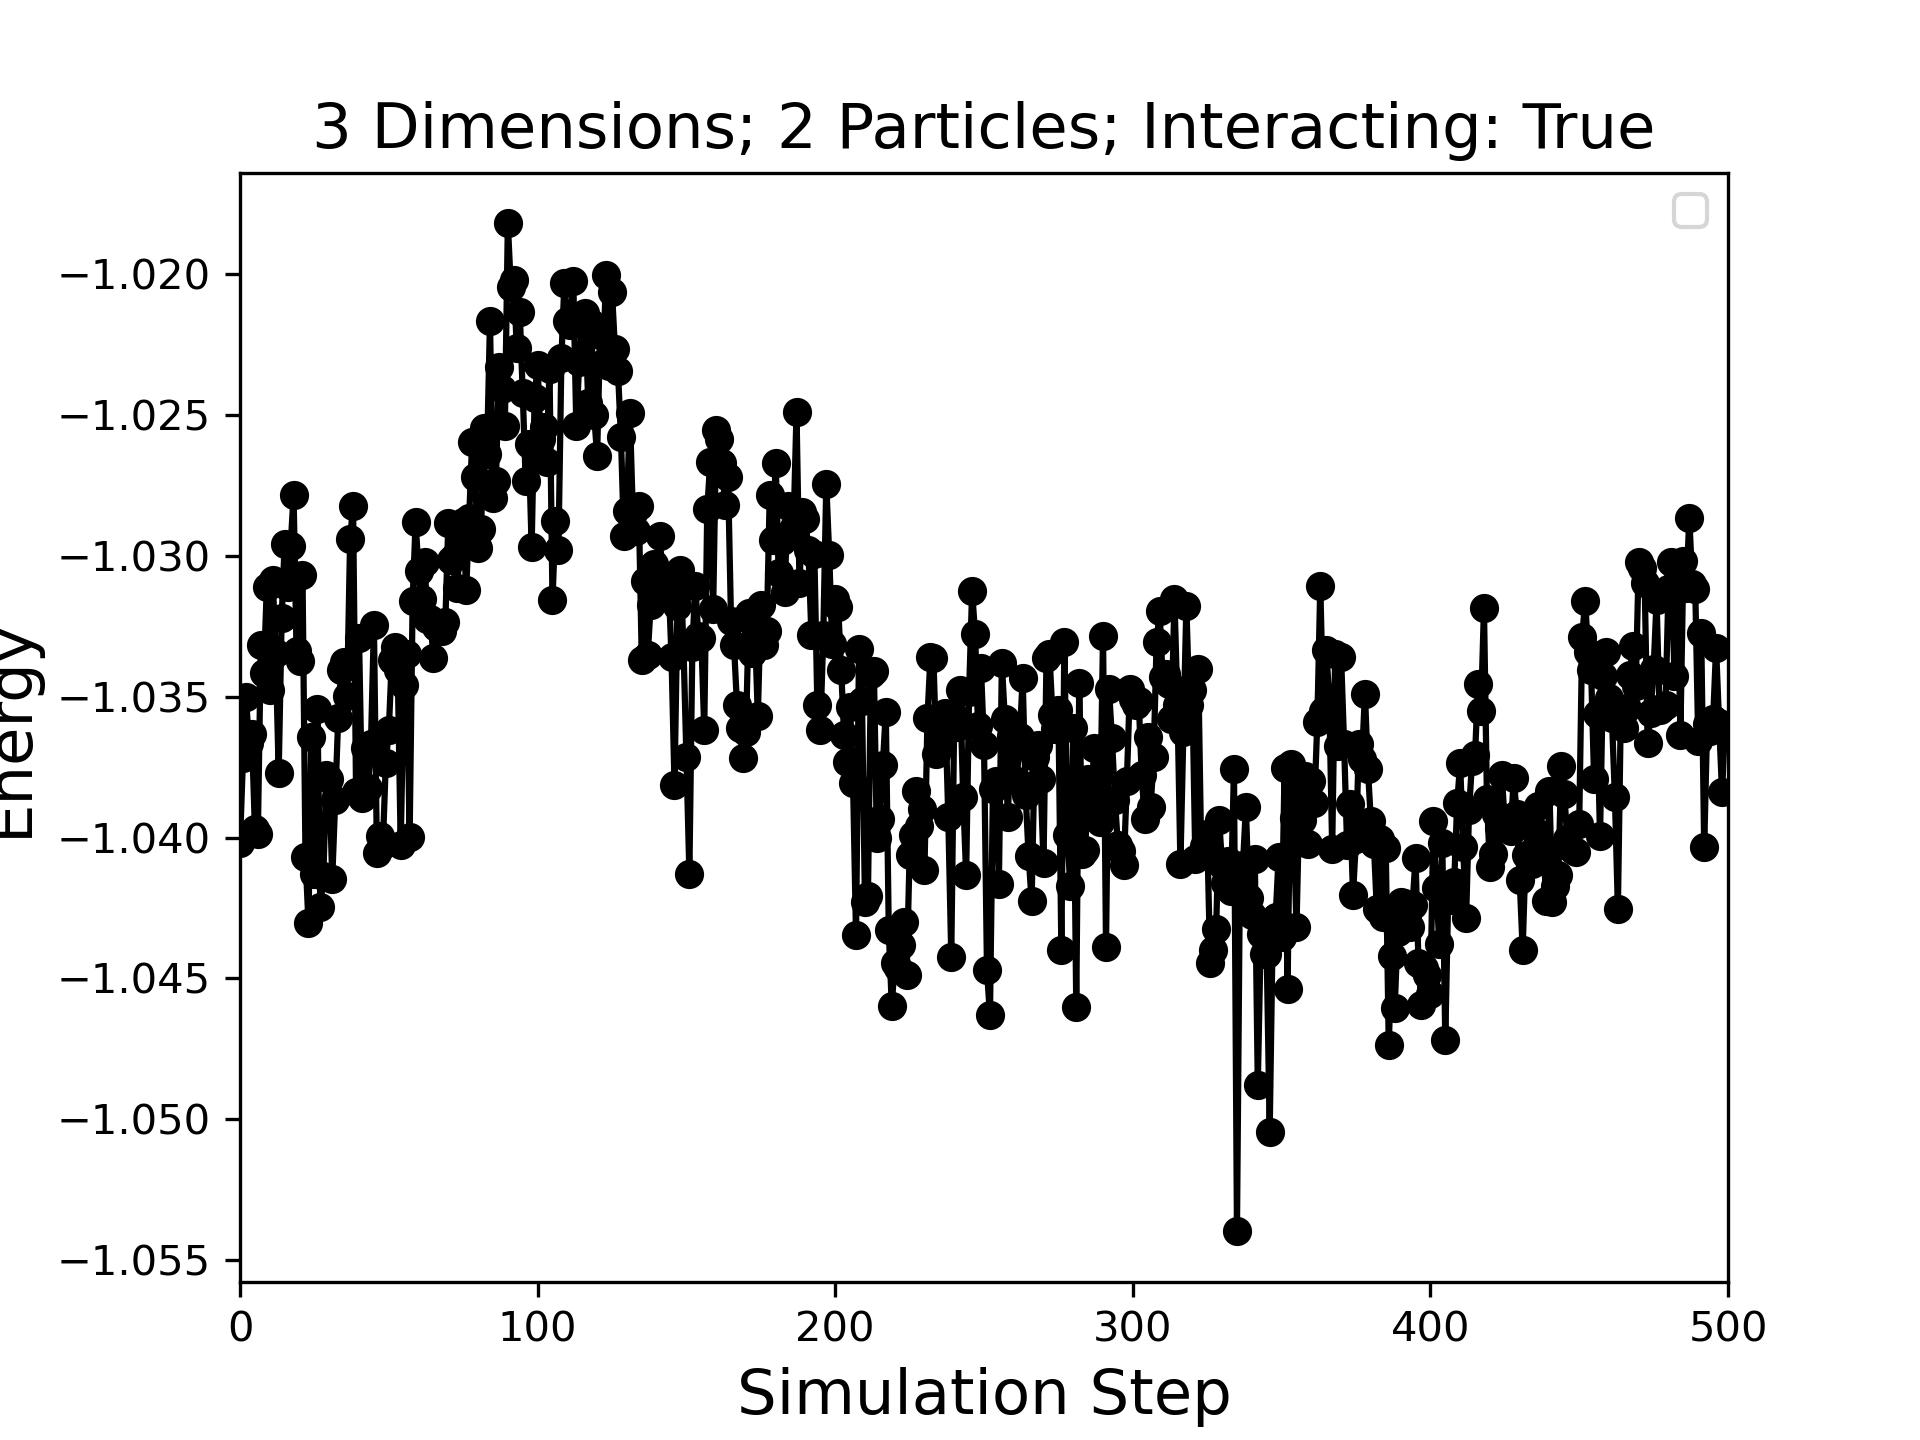 3 Dimensions; 2 Particles; Interacting: True
Energy
−1.020
−1.025
−1.030
−1.035
−1.040
−1.045
−1.050
−1.055
0 100 200 300 400 500
Simulation Step